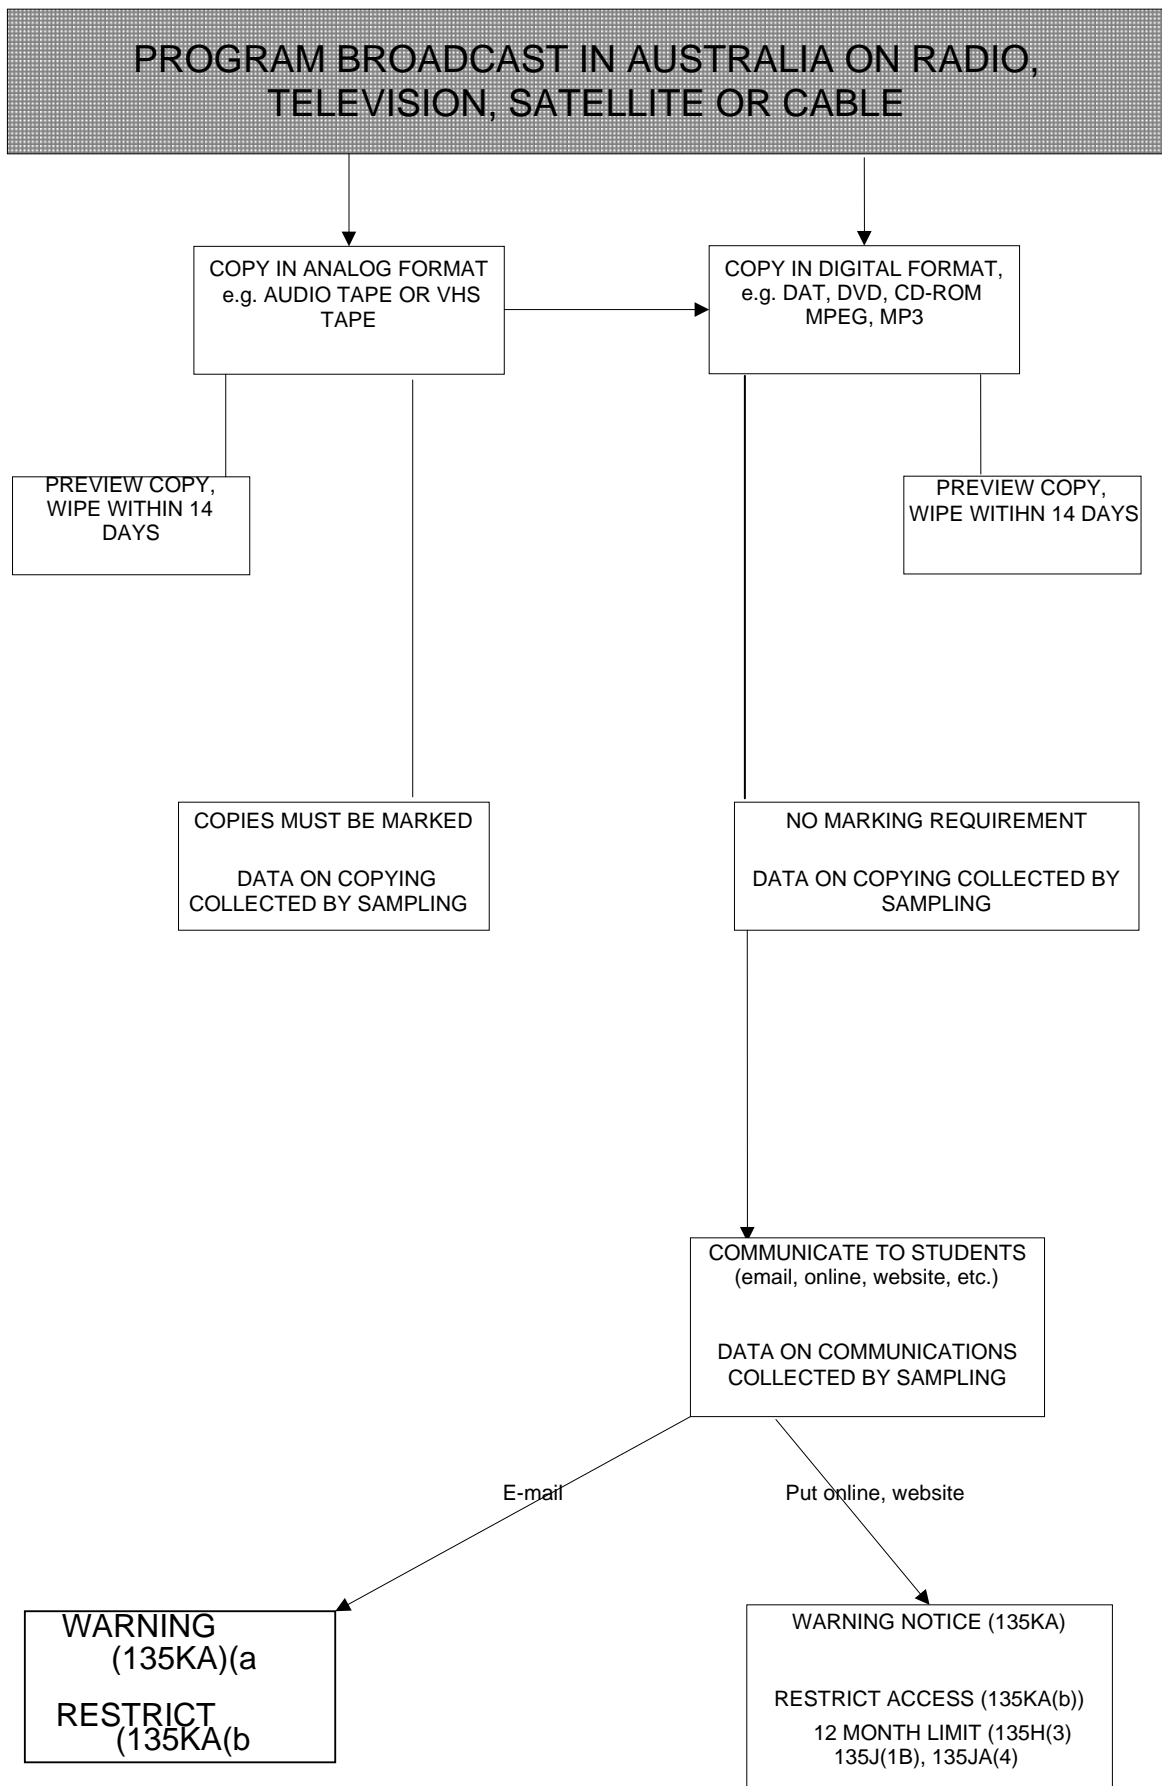 PROGRAM BROADCAST IN AUSTRALIA ON RADIO,
TELEVISION, SATELLITE OR CABLE
COPY IN ANALOG FORMAT
e.g. AUDIO TAPE OR VHS
TAPE
COPY IN DIGITAL FORMAT,
e.g. DAT, DVD, CD-ROM
MPEG, MP3
PREVIEW COPY,
WIPE WITHIN 14
DAYS
PREVIEW COPY,
WIPE WITIHN 14 DAYS
COPIES MUST BE MARKED
DATA ON COPYING
COLLECTED BY SAMPLING
NO MARKING REQUIREMENT
DATA ON COPYING COLLECTED BY
SAMPLING
COMMUNICATE TO STUDENTS
(email, online, website, etc.)
DATA ON COMMUNICATIONS
COLLECTED BY SAMPLING
E-mail
Put online, website
WARNING
(135KA)(a
RESTRICT
(135KA(b
WARNING NOTICE (135KA)
RESTRICT ACCESS (135KA(b))
12 MONTH LIMIT (135H(3)
135J(1B), 135JA(4)